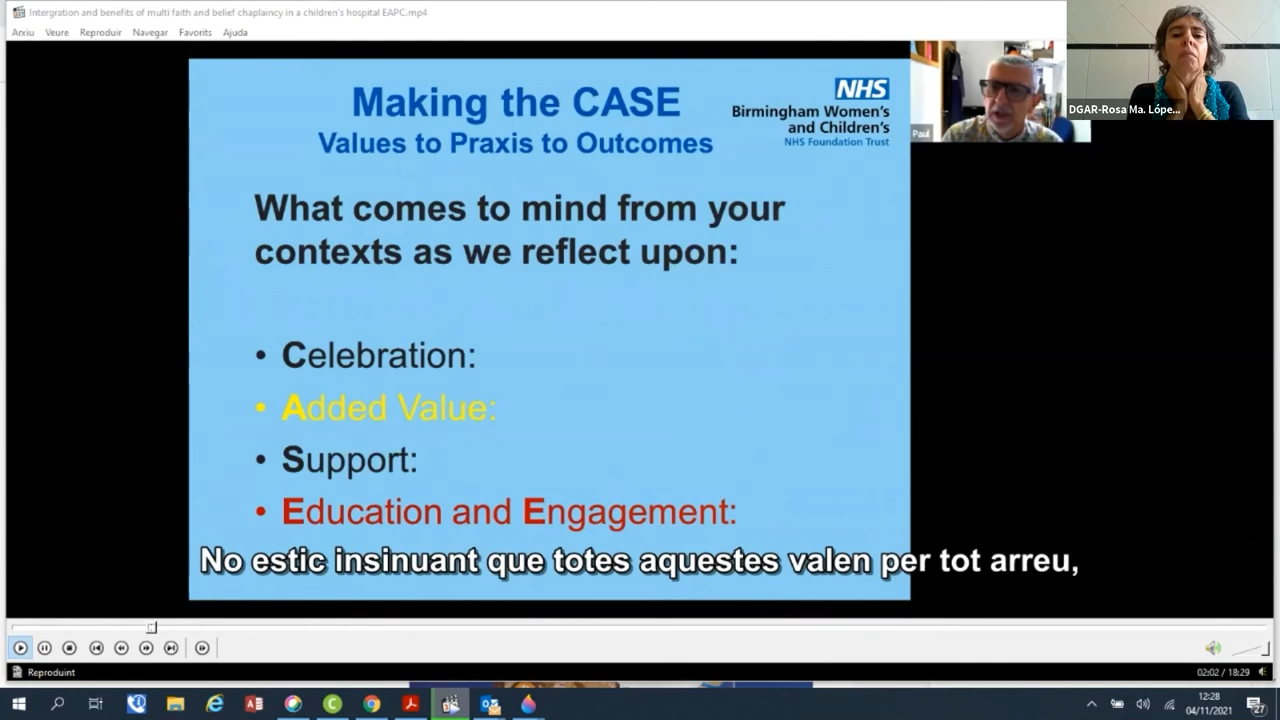 Intergration and benefits of multi faith and belief chaplaincy in a children's hospital EAPC.mp4
Arxiu Veure Reproduir Navegar Favorits Ajuda
Making the CASE
Values to Praxis to Outcomes
NHS
Birmingham Women's
and Children's
NHS Foundation Trust
Paul
DGAR-Rosa Ma. Lópe...
What comes to mind from your
contexts as we reflect upon:
• Celebration:
• Added Value:
• Support:
• Education and Engagement:
No estic insinuant que totes aquestes valen per tot arreu,
Reproduint
02:02 / 18:29
12:28
04/11/2021
27